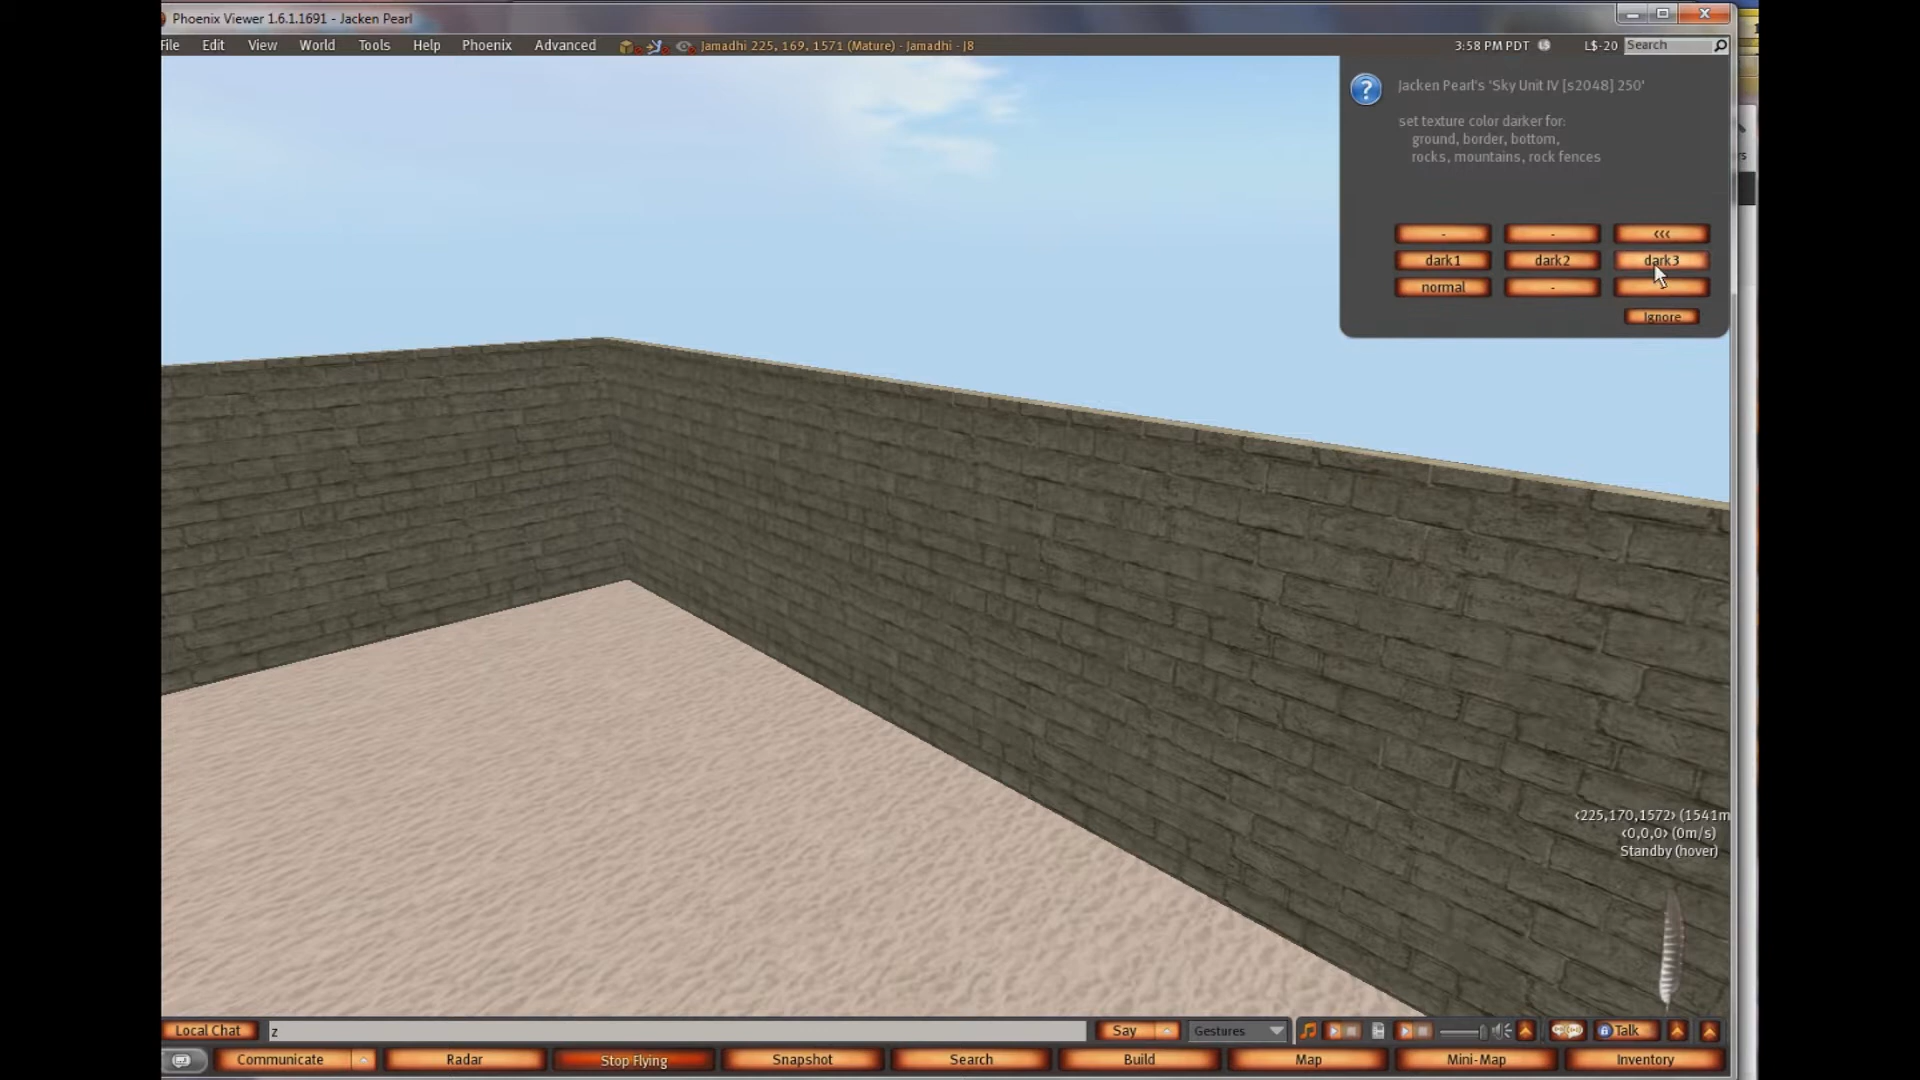 Phoenix Viewer 1.6.1.1691 - Jacken Pearl
File Edit View World Tools Help Phoenix Advanced Jamadhi 225, 169, 1571 (Mature) - Jamadhi - J8 3:58 PM PDT L$-20 Search
Jacken Pearl's 'Sky Unit IV [s2048] 250'
set texture color darker for:
ground, border, bottom,
rocks, mountains, rock fences
- - <<<
dark1 dark2 dark3
normal -
Ignore
<225,170,1572> (1541m
<0,0,0> (0m/s)
Standby (hover)
Local Chat z Say Gestures Talk
Communicate Radar Stop Flying Snapshot Search Build Map Mini-Map Inventory